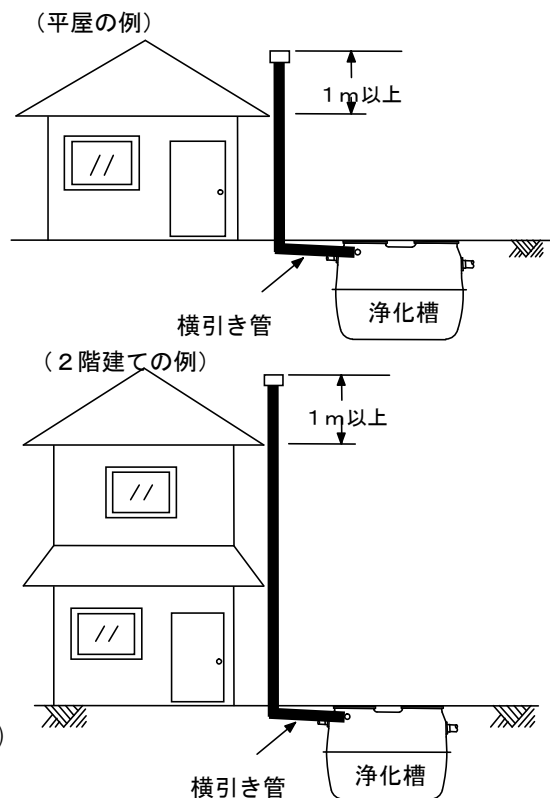 （平屋の例）
１ｍ以上
横引き管
浄化槽
（２階建ての例）
１ｍ以上
）
横引き管
浄化槽